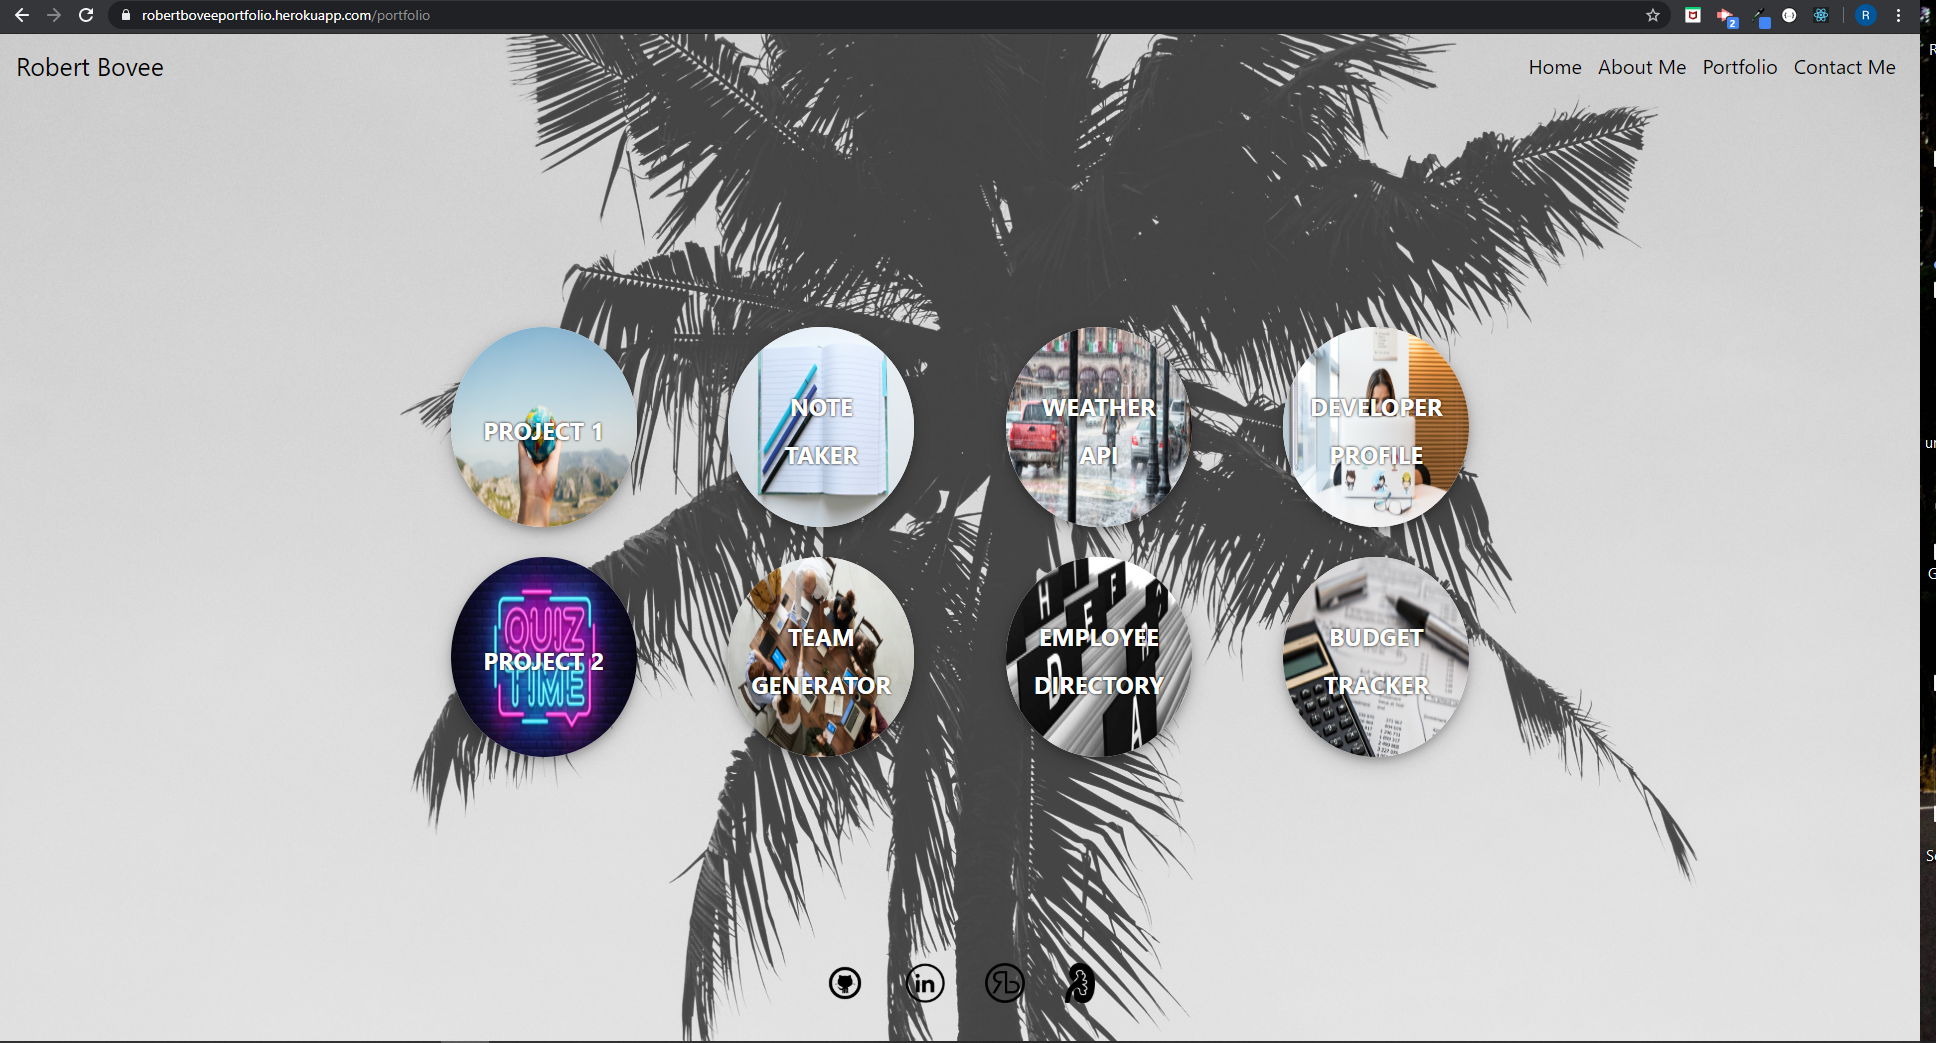 robertboveeportfolio.herokuapp.com/portfolio
2
R
Robert Bovee
Home About Me Portfolio Contact Me
PROJECT 1
NOTE
TAKER
WEATHER
API
DEVELOPER
PROFILE
QUIZ
TIME
PROJECT 2
TEAM
GENERATOR
H
F
E
D
A
EMPLOYEE
DIRECTORY
BUDGET
TRACKER
in